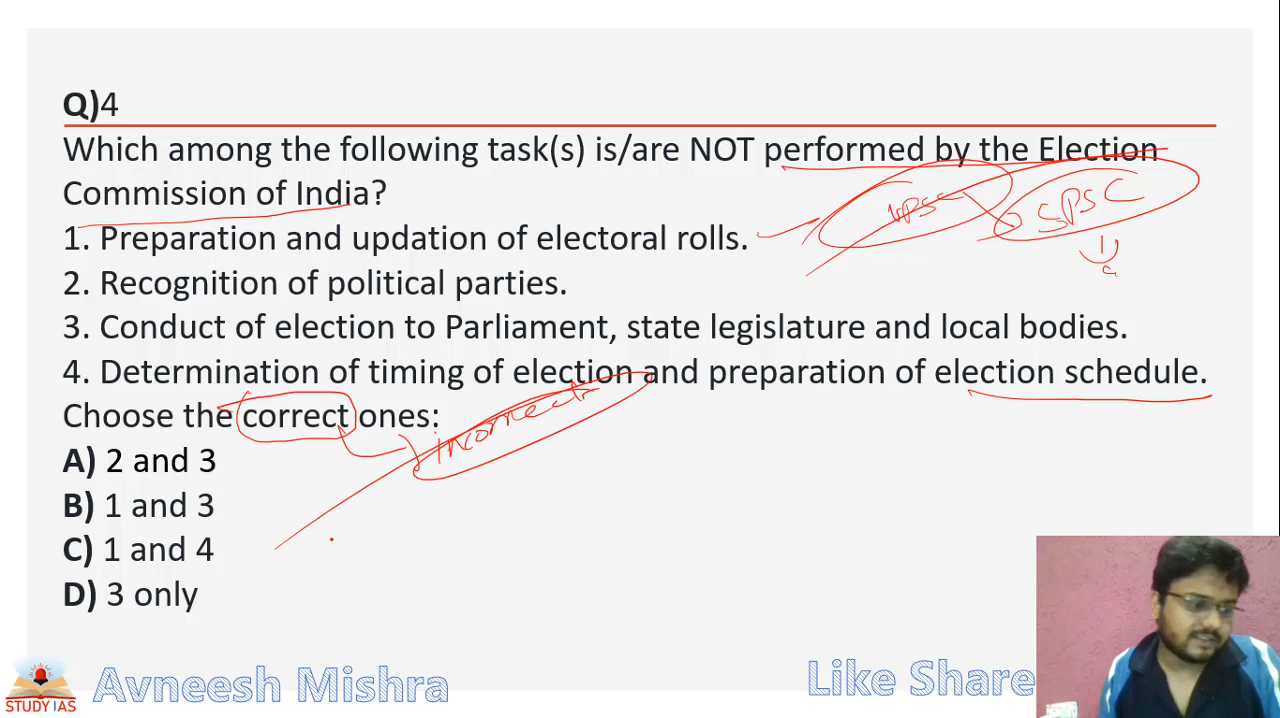 Q)4
Which among the following task(s) is/are NOT performed by the Election
Commission of India?
UPSC SPSC
1. Preparation and updation of electoral rolls.
2. Recognition of political parties.
3. Conduct of election to Parliament, state legislature and local bodies.
4. Determination of timing of election and preparation of election schedule.
Choose the correct ones:
incorrect
A) 2 and 3
B) 1 and 3
C) 1 and 4
D) 3 only
STUDY IAS
Avneesh Mishra
Like Share